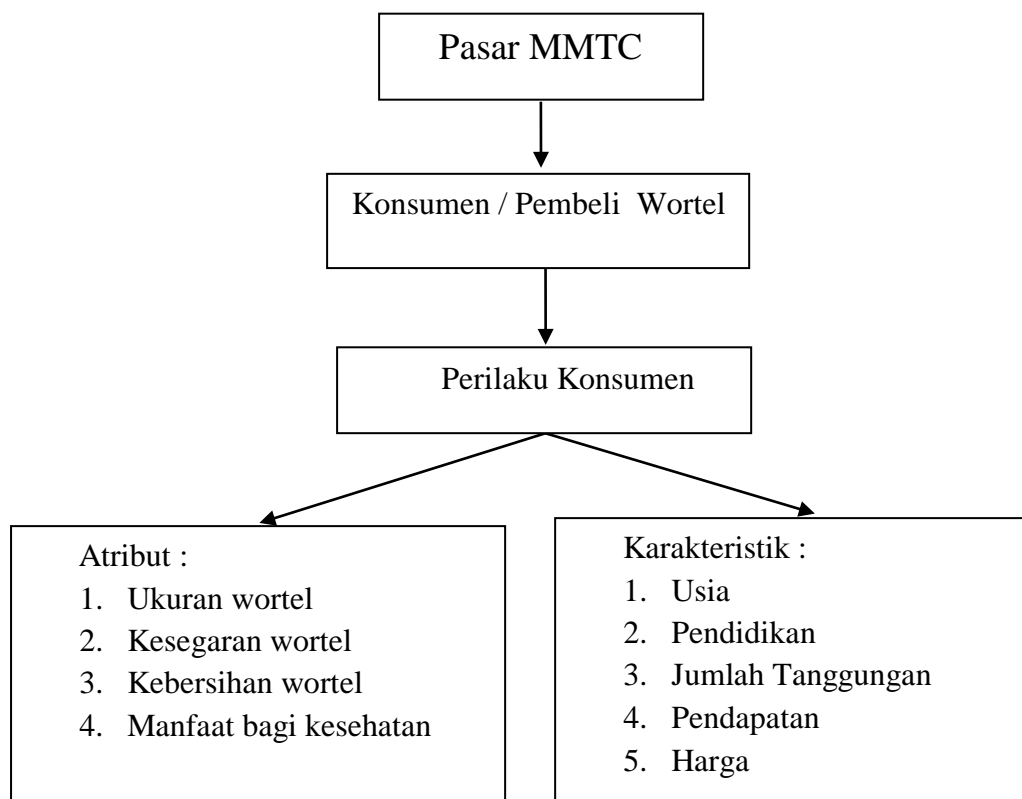 Pasar MMTC
Konsumen / Pembeli Wortel
Perilaku Konsumen
Atribut :
1. Ukuran wortel
2. Kesegaran wortel
3. Kebersihan wortel
4. Manfaat bagi kesehatan
Karakteristik :
1. Usia
2. Pendidikan
3. Jumlah Tanggungan
4. Pendapatan
5. Harga